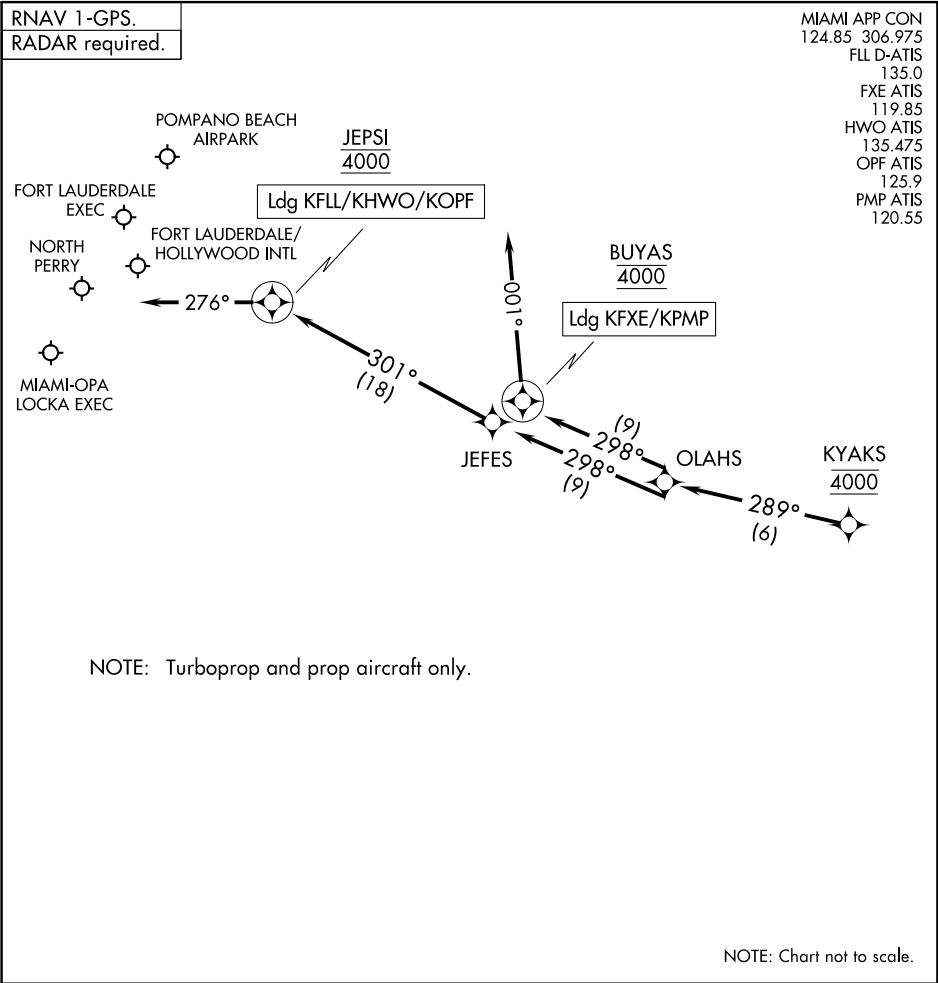 RNAV 1-GPS.
RADAR required.
MIAMI APP CON
124.85 306.975
FLL D-ATIS
135.0
FXE ATIS
119.85
HWO ATIS
135.475
OPF ATIS
125.9
PMP ATIS
120.55
POMPANO BEACH
AIRPARK
JEPSI
4000
Ldg KFLL/KHWO/KOPF
FORT LAUDERDALE
EXEC
FORT LAUDERDALE/
HOLLYWOOD INTL
NORTH
PERRY
276°
MIAMI-OPA
LOCKA EXEC
001°
BUYAS
4000
Ldg KFXE/KPMP
301°
(18)
JEFES
(9)
298°
298°
(9)
OLAHS
KYAKS
4000
289°
(6)
NOTE: Turboprop and prop aircraft only.
NOTE: Chart not to scale.